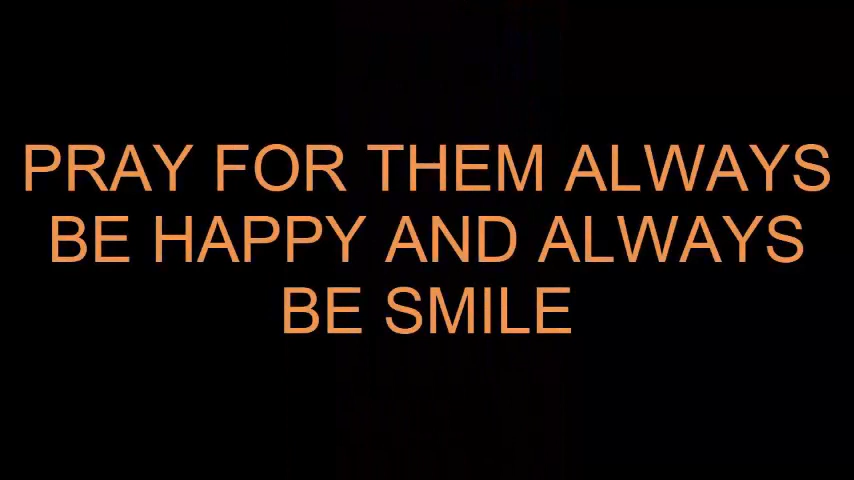 PRAY FOR THEM ALWAYS
BE HAPPY AND ALWAYS
BE SMILE